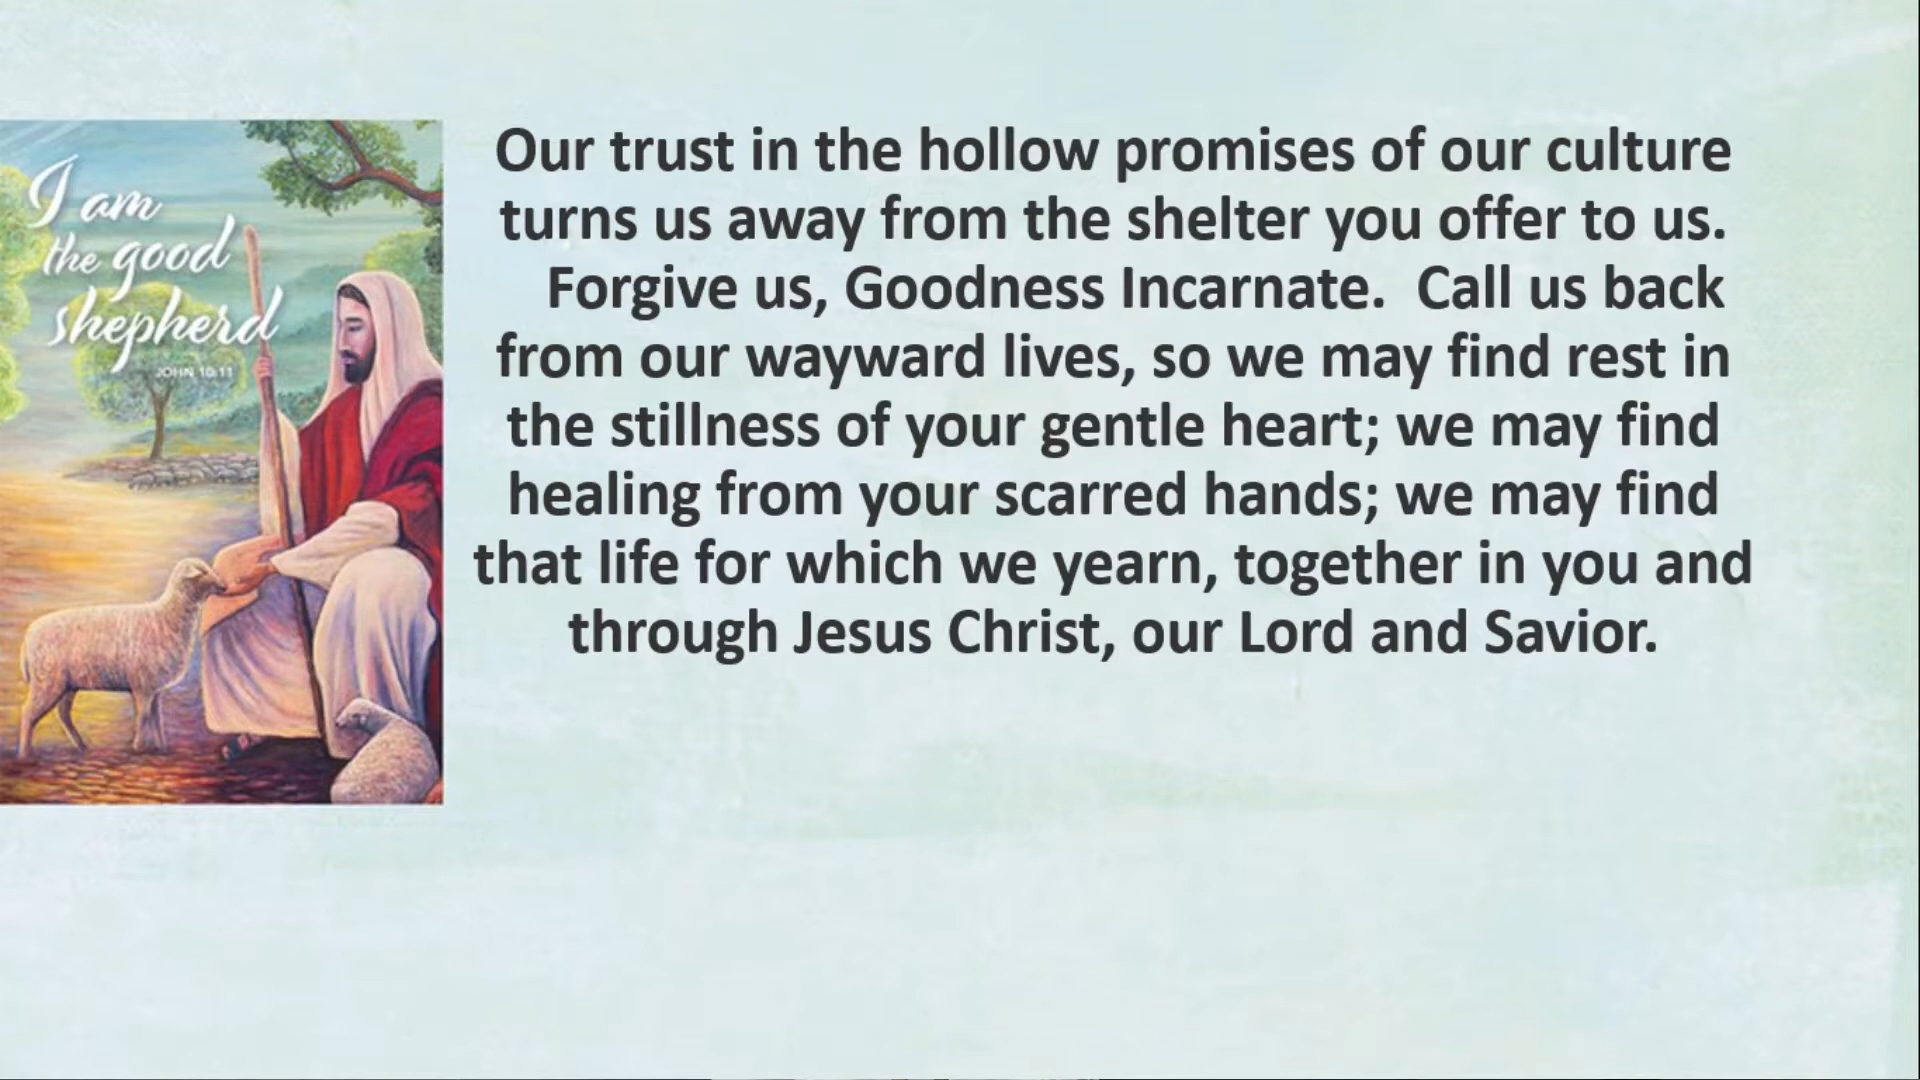 I am
the good
shepherd
JOHN 10:11
Our trust in the hollow promises of our culture
turns us away from the shelter you offer to us.
Forgive us, Goodness Incarnate.  Call us back
from our wayward lives, so we may find rest in
the stillness of your gentle heart; we may find
healing from your scarred hands; we may find
that life for which we yearn, together in you and
through Jesus Christ, our Lord and Savior.